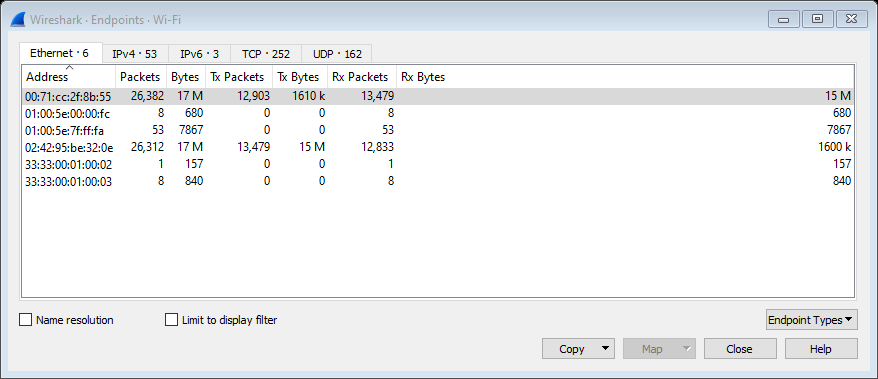 Wireshark · Endpoints · Wi-Fi
Ethernet · 6 IPv4 · 53 IPv6 · 3 TCP · 252 UDP · 162
Address Packets Bytes Tx Packets Tx Bytes Rx Packets Rx Bytes
00:71:cc:2f:8b:55 26,382 17 M 12,903 1610 k 13,479 15 M
01:00:5e:00:00:fc 8 680 0 0 8 680
01:00:5e:7f:ff:fa 53 7867 0 0 53 7867
02:42:95:be:32:0e 26,312 17 M 13,479 15 M 12,833 1600 k
33:33:00:01:00:02 1 157 0 0 1 157
33:33:00:01:00:03 8 840 0 0 8 840
Name resolution Limit to display filter Endpoint Types
Copy Map Close Help